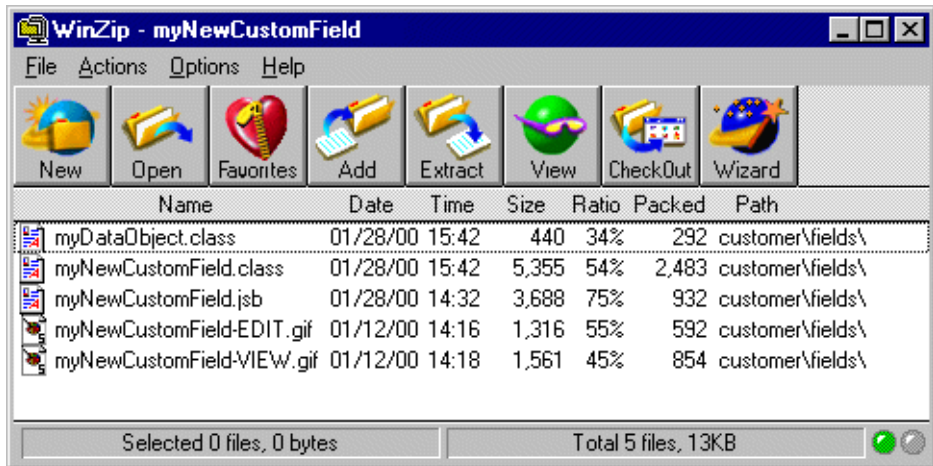 WinZip - myNewCustomField
File Actions Options Help
New Open Favorites Add Extract View CheckOut Wizard
Name Date Time Size Ratio Packed Path
myDataObject.class 01/28/00 15:42 440 34% 292 customer\fields\
myNewCustomField.class 01/28/00 15:42 5,355 54% 2,483 customer\fields\
myNewCustomField.jsb 01/28/00 14:32 3,688 75% 932 customer\fields\
myNewCustomField-EDIT.gif 01/12/00 14:16 1,316 55% 592 customer\fields\
myNewCustomField-VIEW.gif 01/12/00 14:18 1,561 45% 854 customer\fields\
Selected 0 files, 0 bytes Total 5 files, 13KB